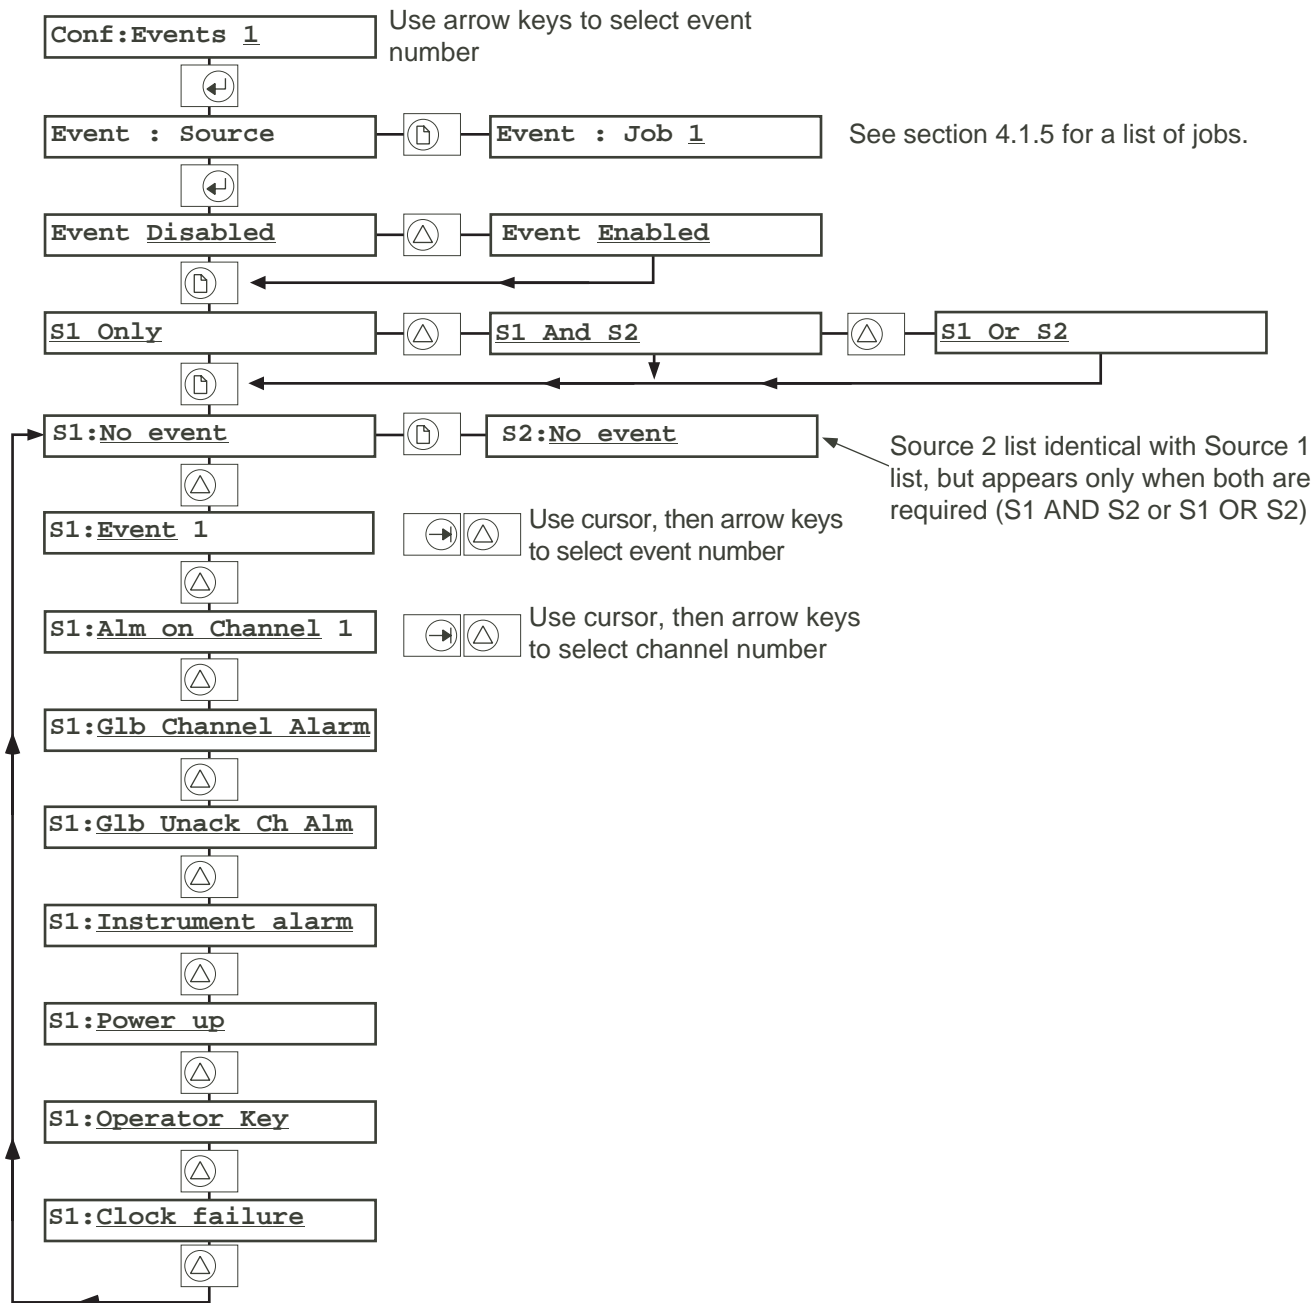 Conf:Events 1
Use arrow keys to select event
number
Event : Source
Event : Job 1
See section 4.1.5 for a list of jobs.
Event Disabled
Event Enabled
S1 Only
S1 And S2
S1 Or S2
S1:No event
S2:No event
Source 2 list identical with Source 1
list, but appears only when both are
required (S1 AND S2 or S1 OR S2)
S1:Event 1
Use cursor, then arrow keys
to select event number
S1:Alm on Channel 1
Use cursor, then arrow keys
to select channel number
S1:Glb Channel Alarm
S1:Glb Unack Ch Alm
S1:Instrument alarm
S1:Power up
S1:Operator Key
S1:Clock failure